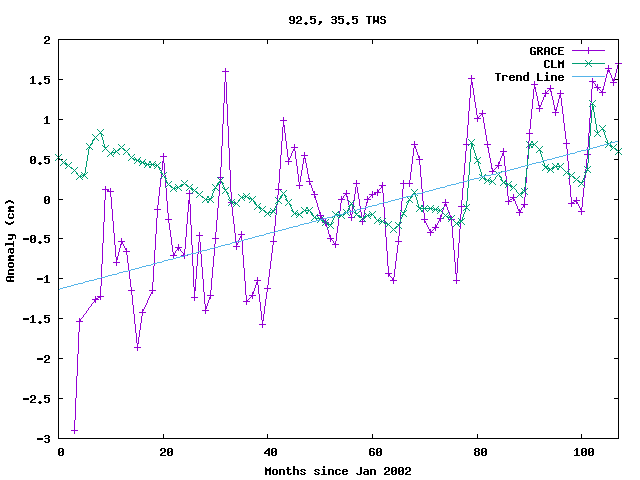 92.5, 35.5 TWS
GRACE
CLM
Trend Line
2
1.5
1
0.5
0
-0.5
-1
-1.5
-2
-2.5
-3
Anomaly (cm)
0 20 40 60 80 100
Months since Jan 2002